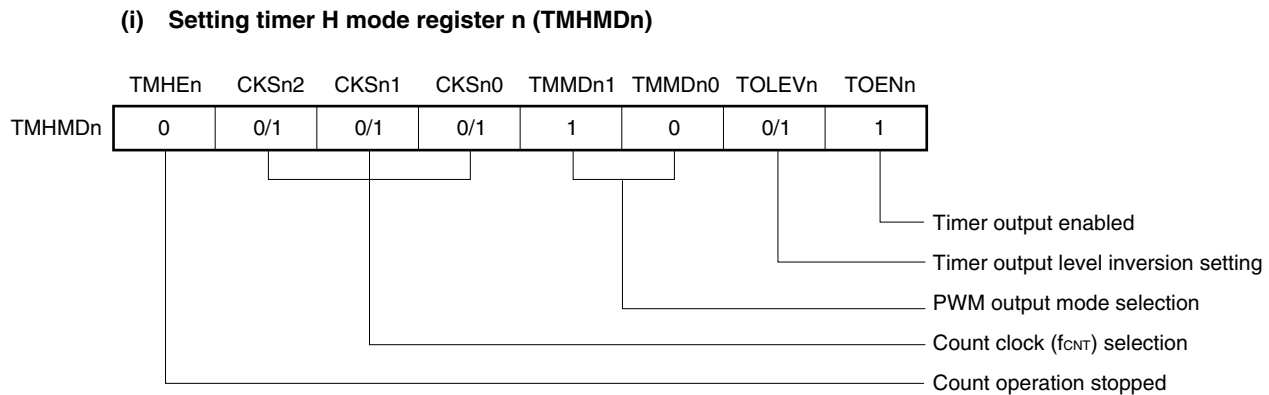 (i) Setting timer H mode register n (TMHMDn)
TMHEn CKSn2 CKSn1 CKSn0 TMMDn1 TMMDn0 TOLEVn TOENn
TMHMDn 0 0/1 0/1 0/1 1 0 0/1 1
Timer output enabled
Timer output level inversion setting
PWM output mode selection
Count clock (fCNT) selection
Count operation stopped